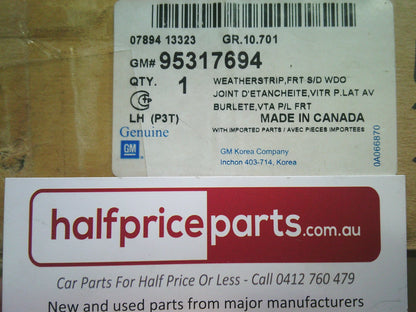 07894 13323 GR.10.701
GM# 95317694
QTY. 1 WEATHERSTRIP,FRT S/D WDO
JOINT D'ETANCHEITE,VITR P.LAT AV
BURLETE,VTA P/L FRT
LH (P3T) MADE IN CANADA
WITH IMPORTED PARTS / AVEC PIECES IMPORTEES
Genuine
GM
GM Korea Company
Inchon 403-714, Korea
0A066870
halfpriceparts.com.au
Car Parts For Half Price Or Less - Call 0412 760 479
New and used parts from major manufacturers